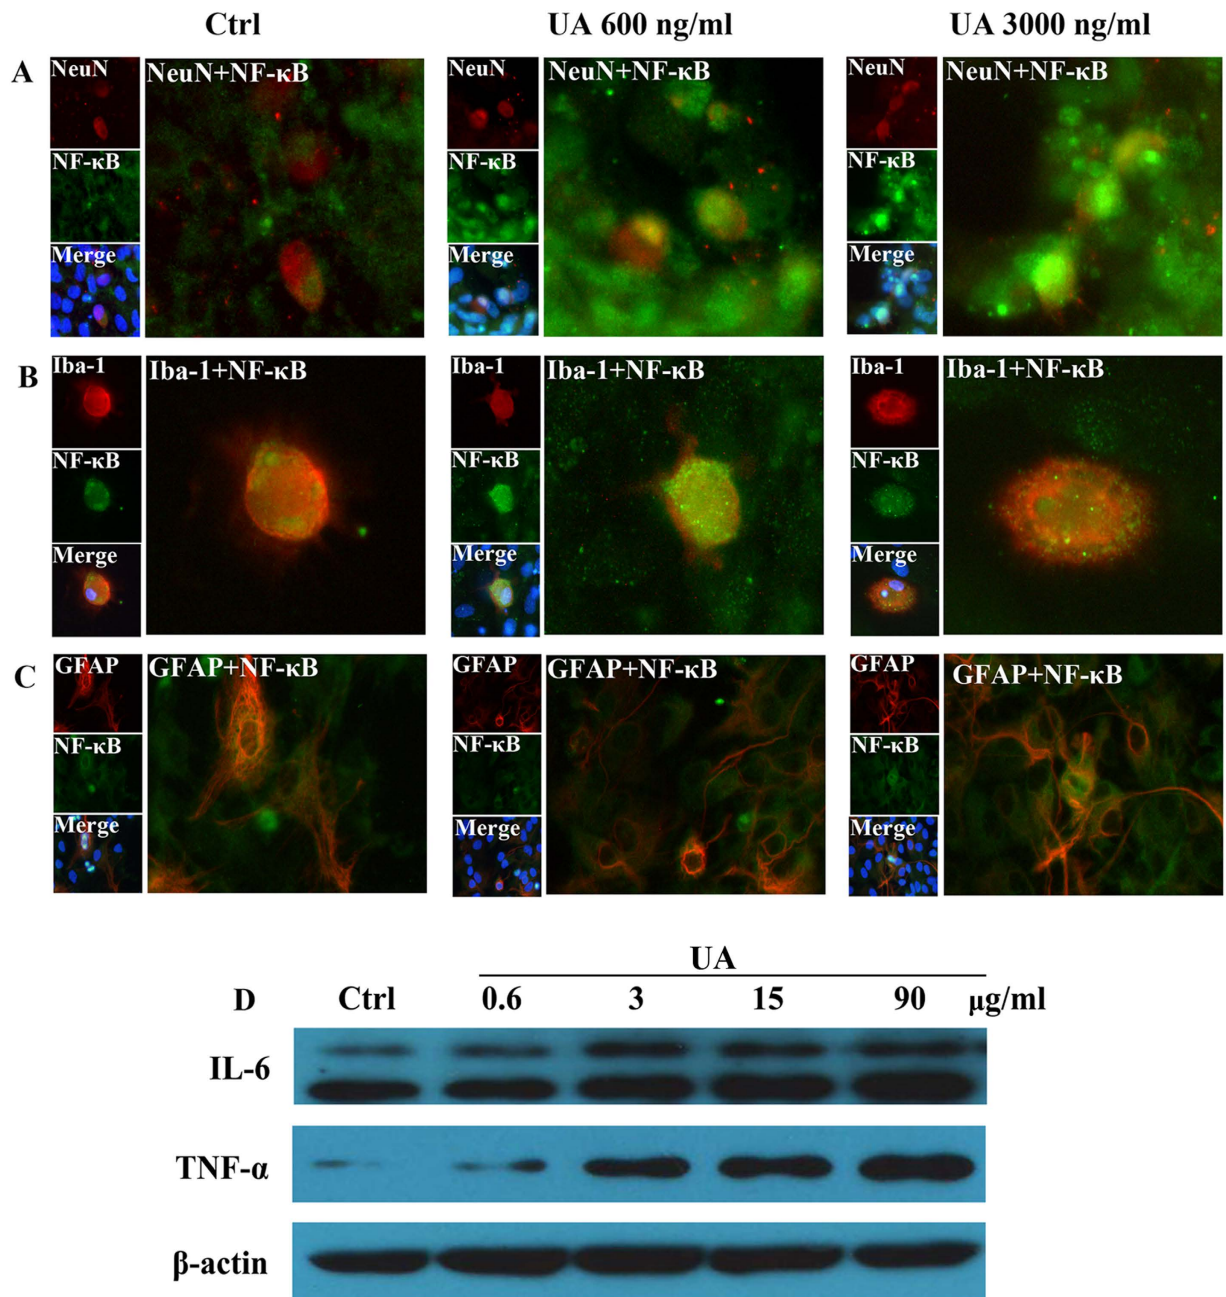 Ctrl UA 600 ng/ml UA 3000 ng/ml
A
NeuN NeuN+NF-κB NeuN NeuN+NF-κB NeuN NeuN+NF-κB
NF-κB NF-κB NF-κB
Merge Merge Merge
B
Iba-1 Iba-1+NF-κB Iba-1 Iba-1+NF-κB Iba-1 Iba-1+NF-κB
NF-κB NF-κB NF-κB
Merge Merge Merge
C
GFAP GFAP+NF-κB GFAP GFAP+NF-κB GFAP GFAP+NF-κB
NF-κB NF-κB NF-κB
Merge Merge Merge
UA
D Ctrl 0.6 3 15 90 μg/ml
IL-6
TNF-α
β-actin